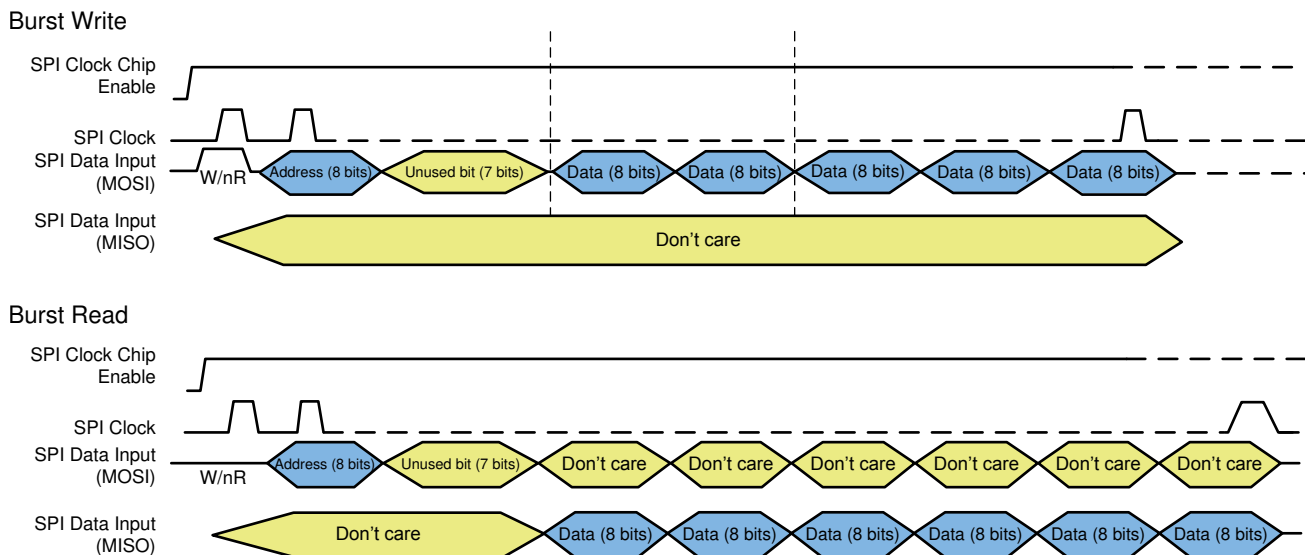 Burst Write
SPI Clock Chip
Enable
SPI Clock
SPI Data Input
(MOSI)
W/nR
Address (8 bits)
Unused bit (7 bits)
Data (8 bits)
Data (8 bits)
Data (8 bits)
Data (8 bits)
Data (8 bits)
SPI Data Input
(MISO)
Don't care
Burst Read
SPI Clock Chip
Enable
SPI Clock
SPI Data Input
(MOSI)
W/nR
Address (8 bits)
Unused bit (7 bits)
Don't care
Don't care
Don't care
Don't care
Don't care
Don't care
SPI Data Input
(MISO)
Don't care
Data (8 bits)
Data (8 bits)
Data (8 bits)
Data (8 bits)
Data (8 bits)
Data (8 bits)